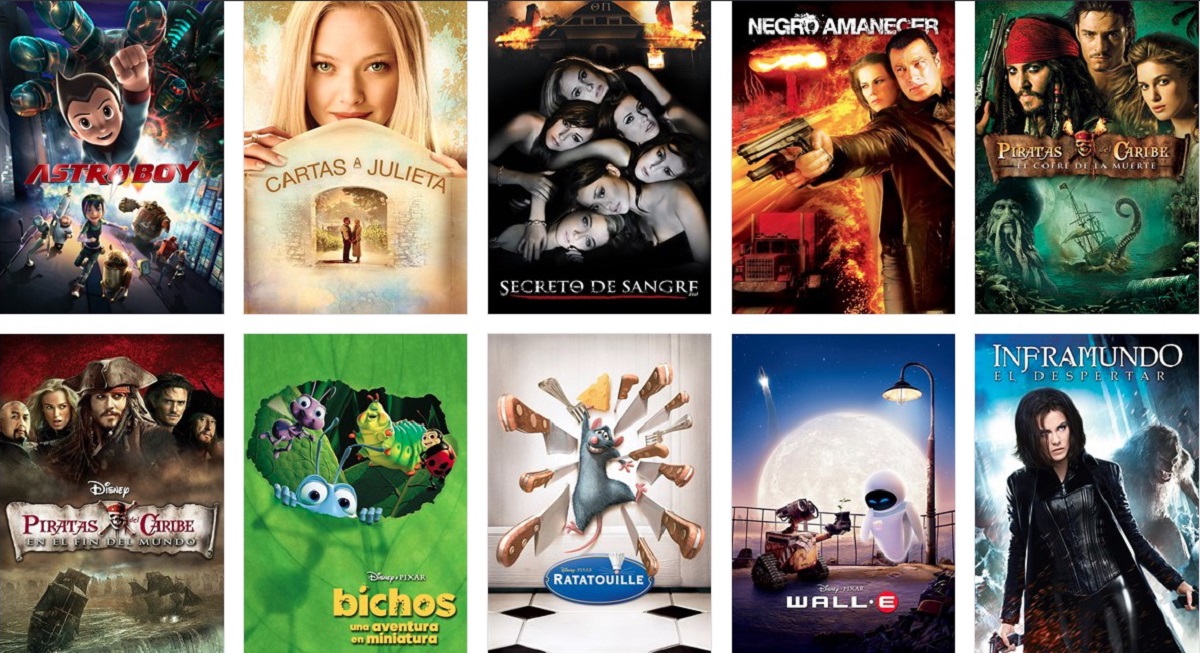 ASTROBOY
CARTAS A JULIETA
ΘΠ
SECRETO DE SANGRE
NEGRO AMANECER
PIRATAS del CARIBE
EL COFRE DE LA MUERTE
DISNEY
PIRATAS del CARIBE
EN EL FIN DEL MUNDO
DISNEY·PIXAR
bichos
una aventura
en miniatura
DISNEY·PIXAR
RATATOUILLE
DISNEY·PIXAR
WALL·E
INFRAMUNDO
EL DESPERTAR